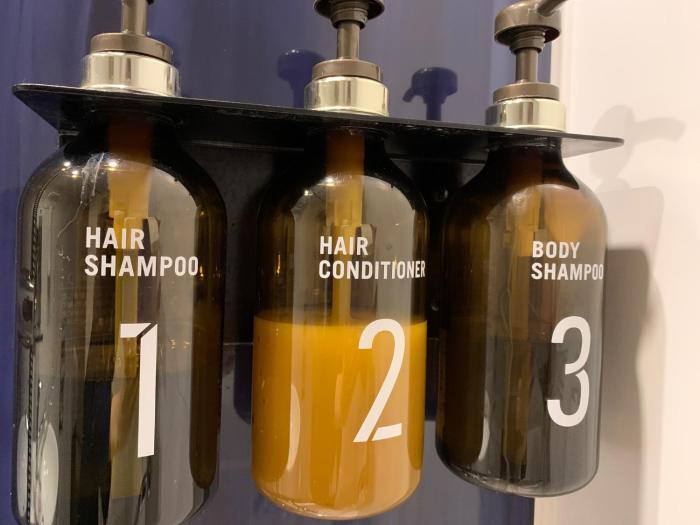 HAIR
SHAMPOO
1
HAIR
CONDITIONER
2
BODY
SHAMPOO
3